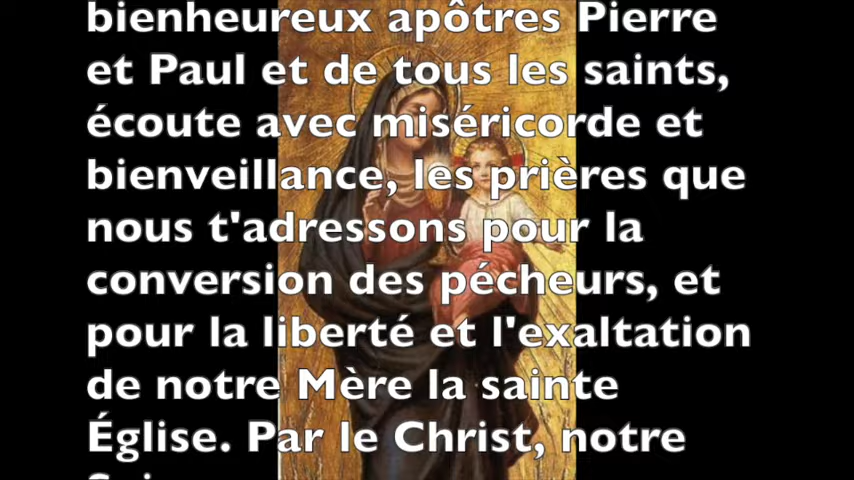 bienheureux apôtres Pierre
et Paul et de tous les saints,
écoute avec miséricorde et
bienveillance, les prières que
nous t'adressons pour la
conversion des pécheurs, et
pour la liberté et l'exaltation
de notre Mère la sainte
Église. Par le Christ, notre